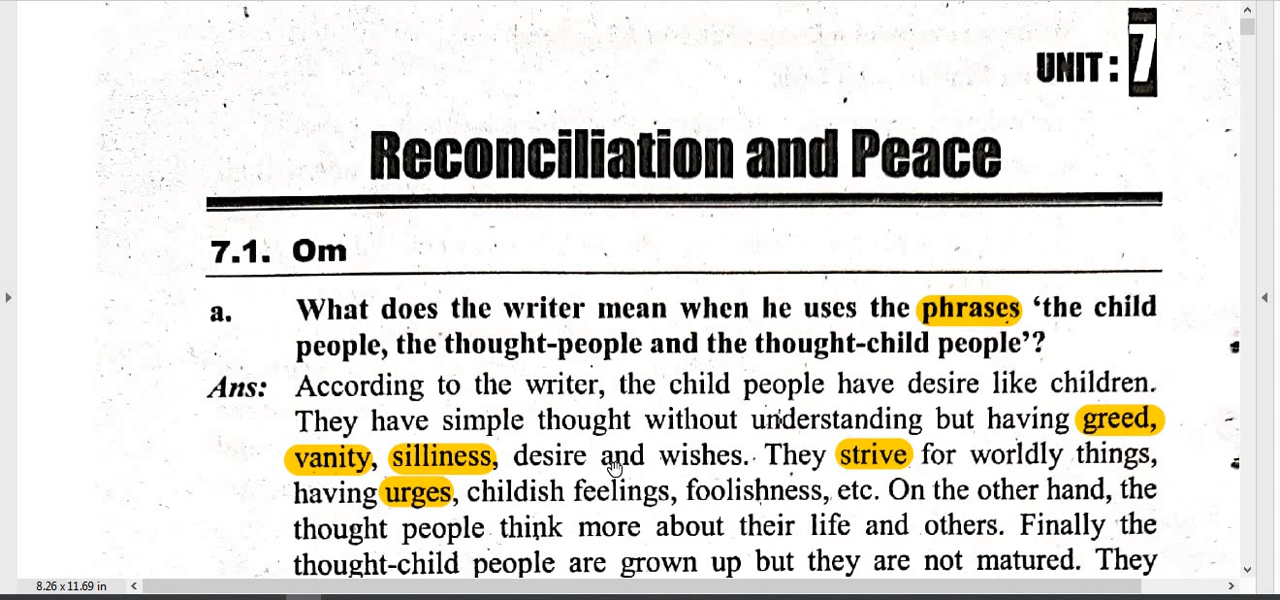 UNIT: 7
Reconciliation and Peace
7.1. Om
a. What does the writer mean when he uses the phrases ‘the child
people, the thought-people and the thought-child people’?
Ans: According to the writer, the child people have desire like children.
They have simple thought without understanding but having greed,
vanity, silliness, desire and wishes. They strive for worldly things,
having urges, childish feelings, foolishness, etc. On the other hand, the
thought people think more about their life and others. Finally the
thought-child people are grown up but they are not matured. They
8.26 x 11.69 in